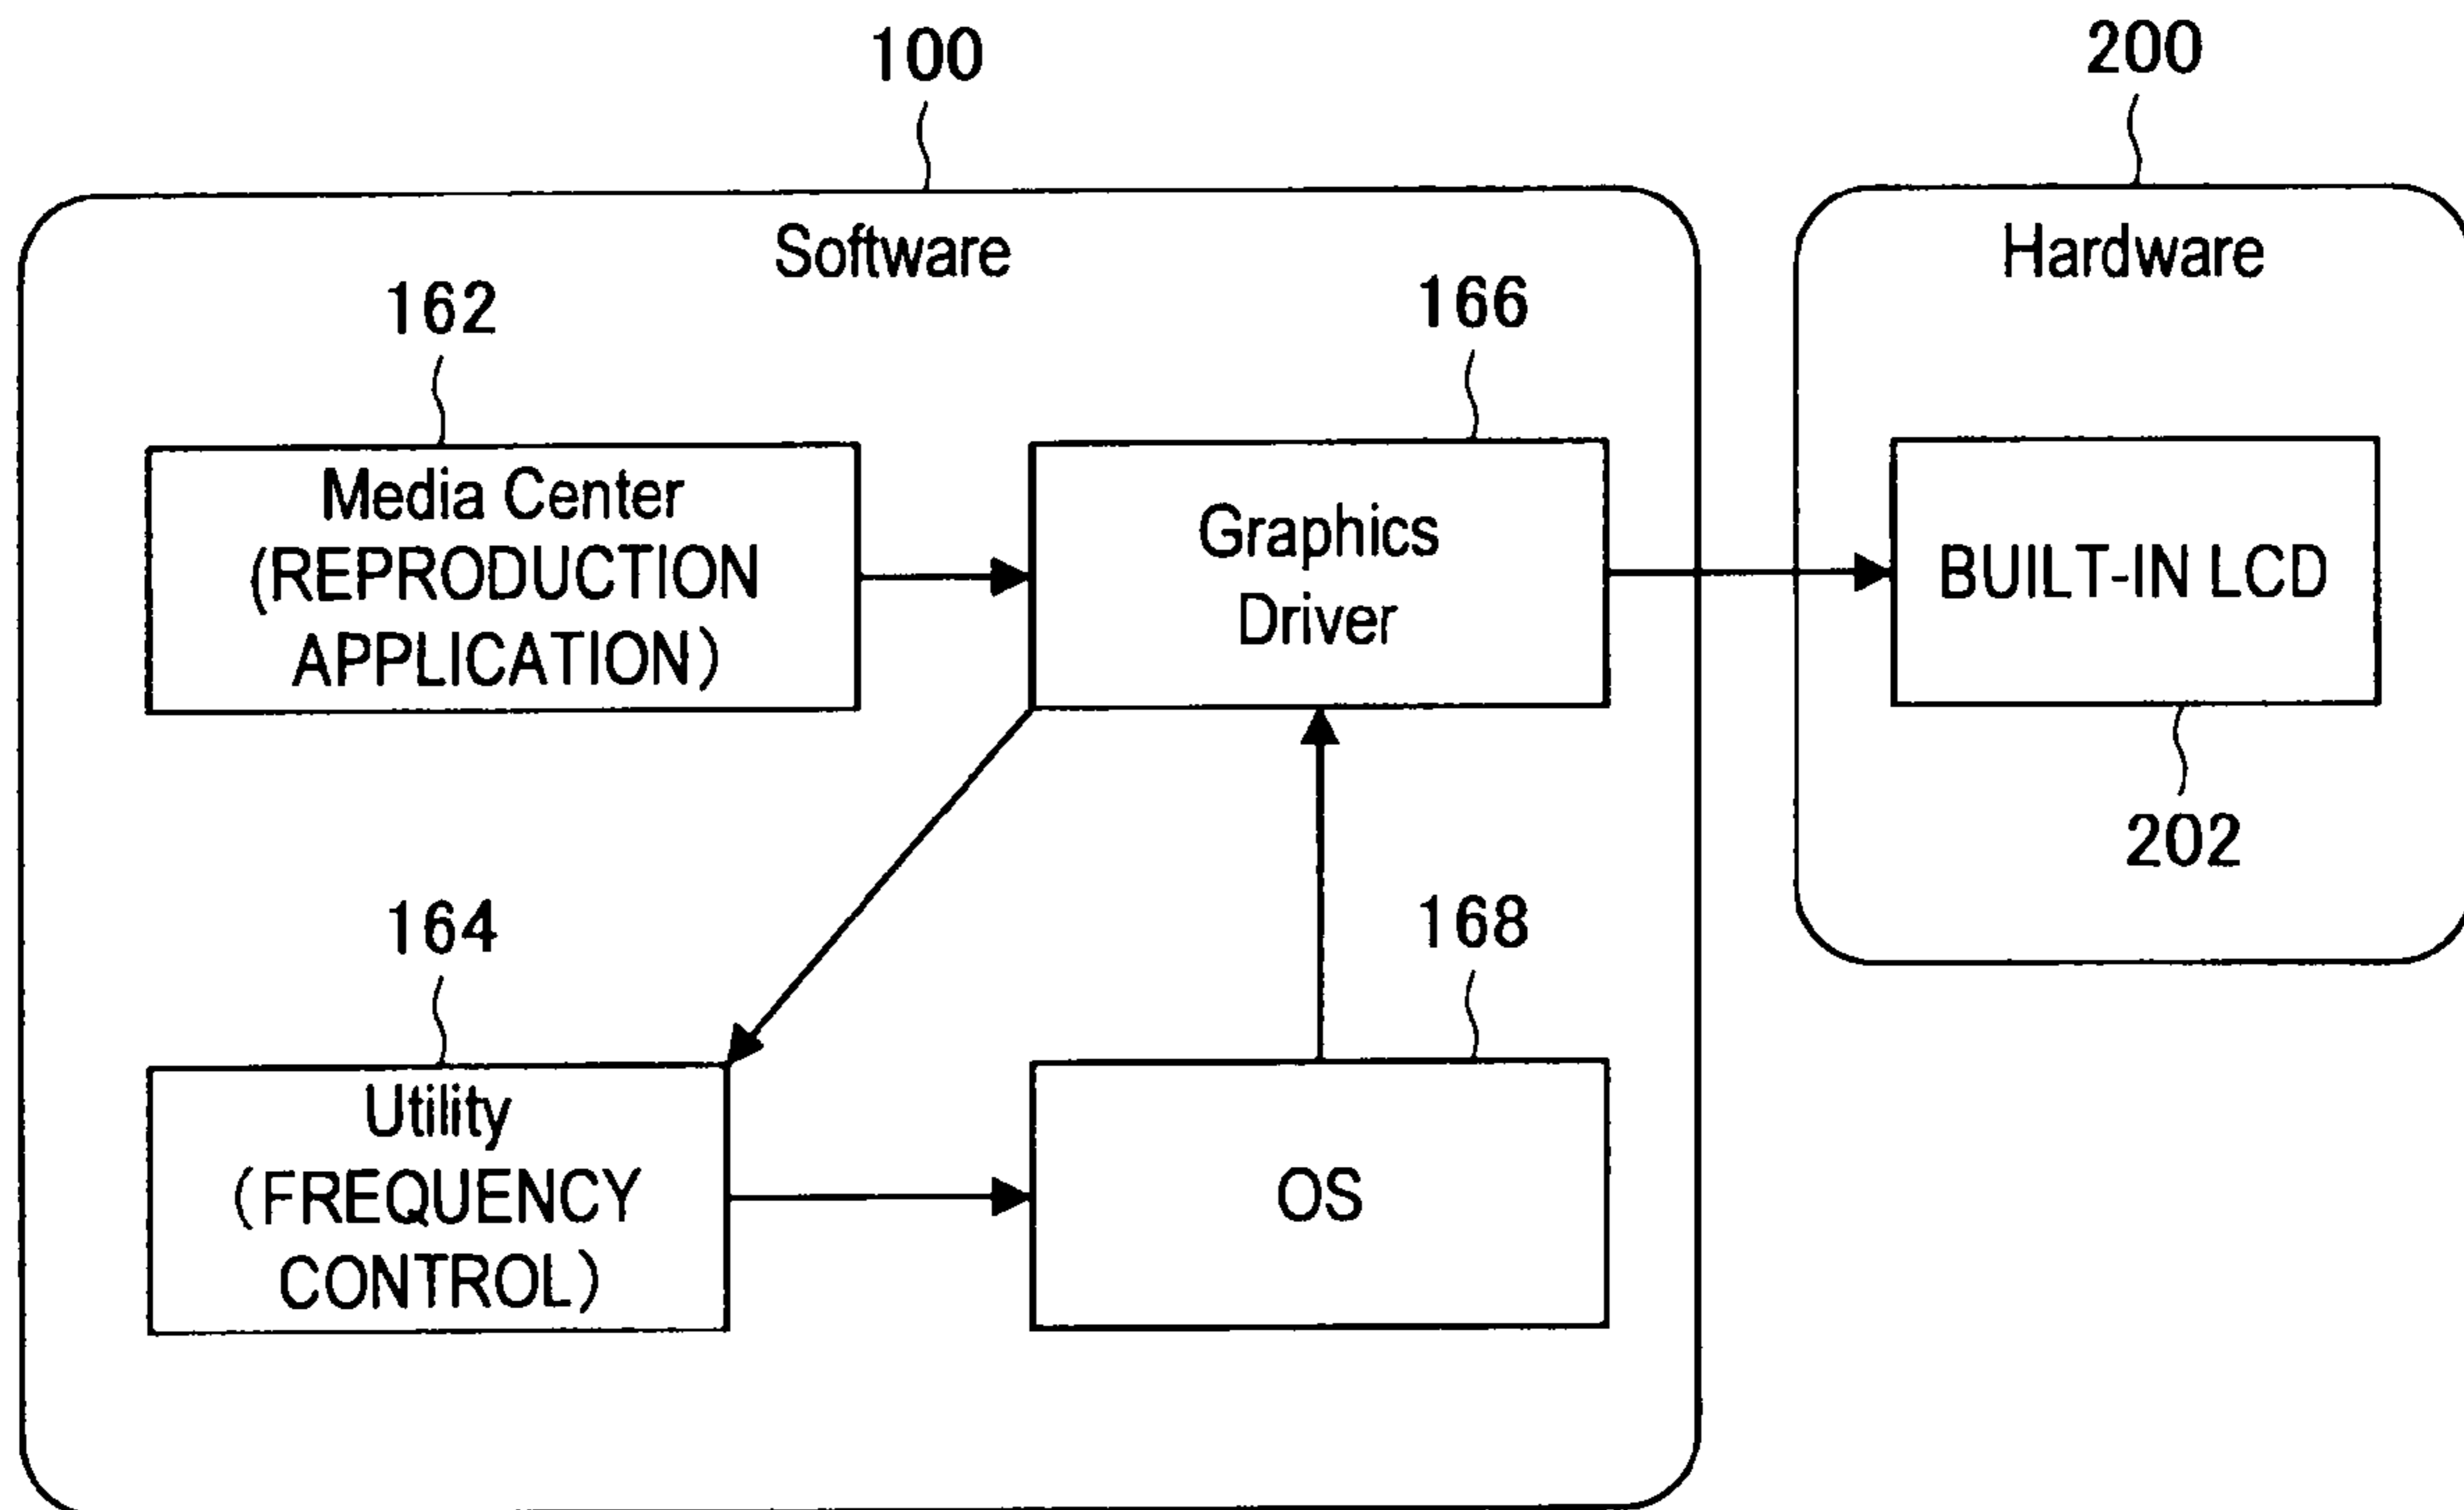 100
200
Software
Hardware
162
166
Media Center
(REPRODUCTION
APPLICATION)
Graphics
Driver
BUILT-IN LCD
202
164
168
Utility
(FREQUENCY
CONTROL)
OS